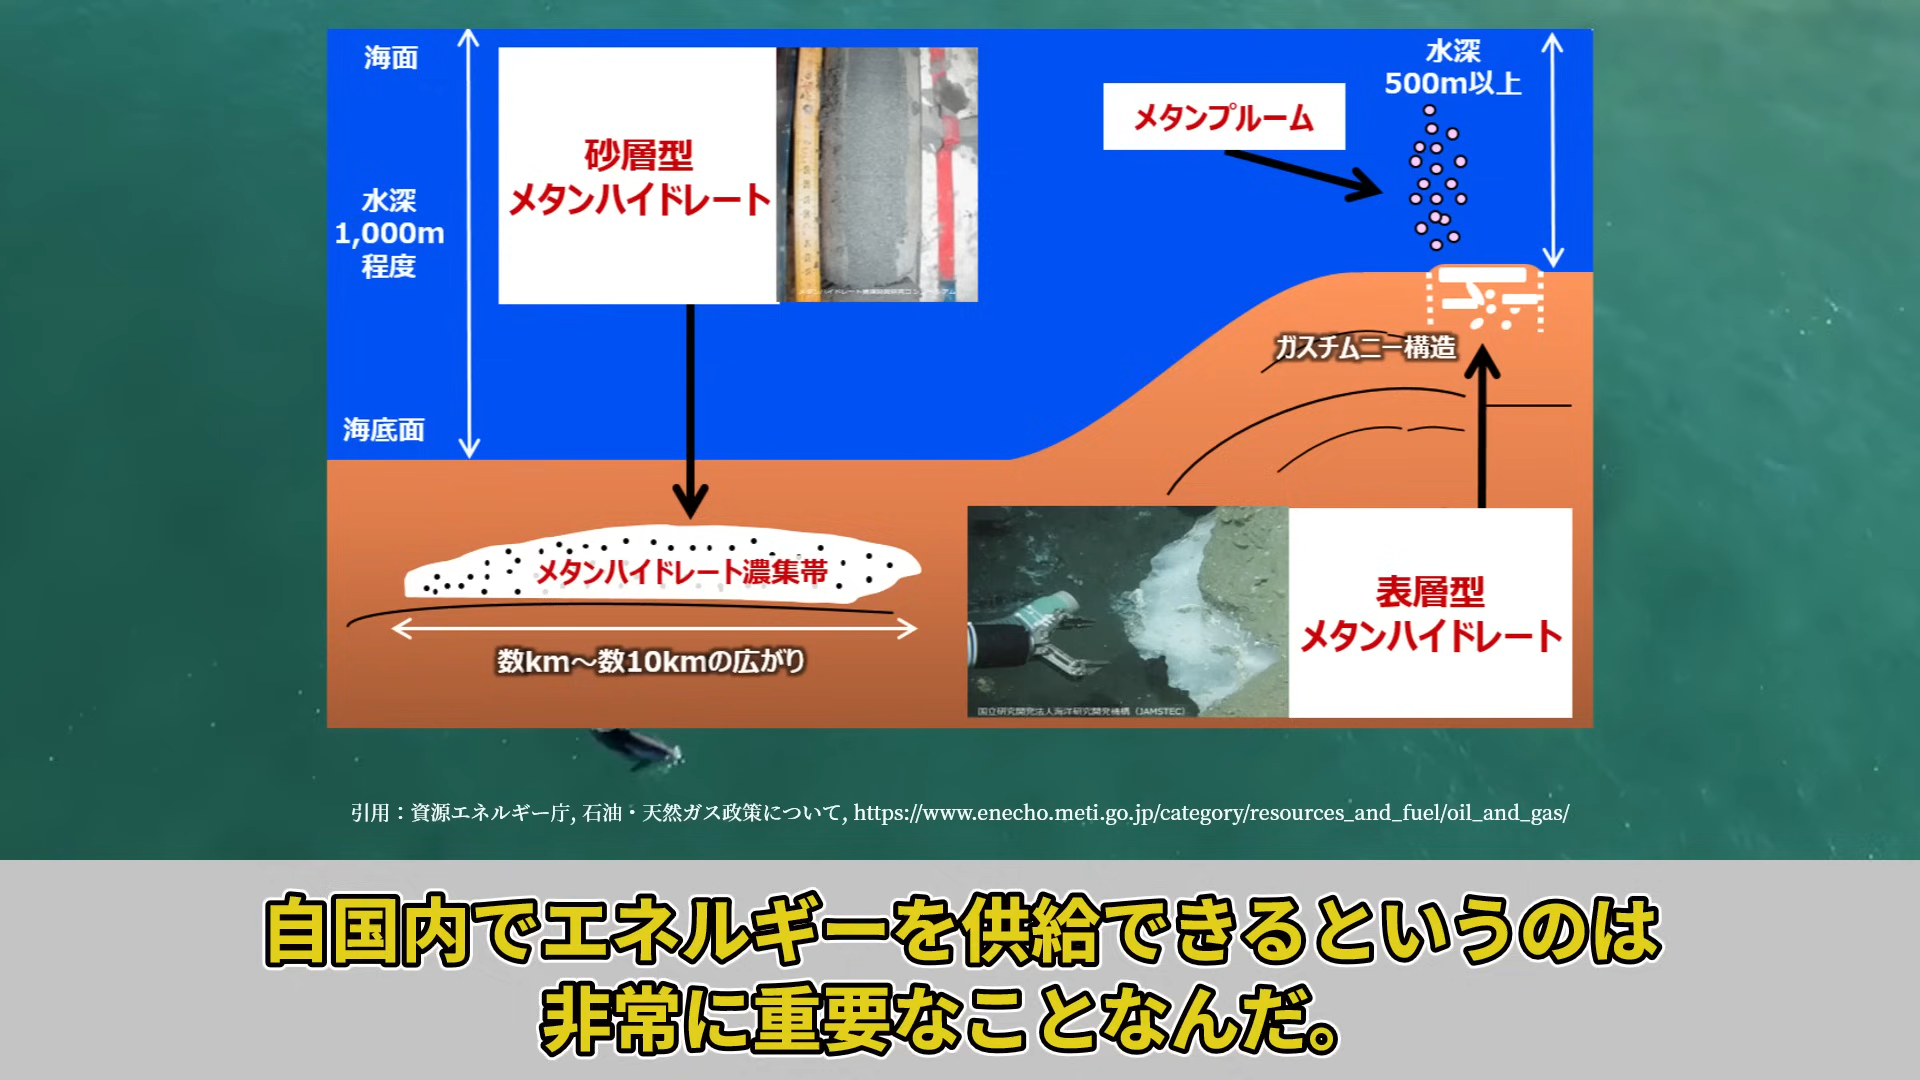 海面
水深
1,000m
程度
海底面
砂層型
メタンハイドレート
メタンプルーム
水深
500m以上
ガスチムニー構造
メタンハイドレート濃集帯
数km～数10kmの広がり
国立研究開発法人海洋研究開発機構（JAMSTEC）
表層型
メタンハイドレート
引用：資源エネルギー庁, 石油・天然ガス政策について, https://www.enecho.meti.go.jp/category/resources_and_fuel/oil_and_gas/
自国内でエネルギーを供給できるというのは
非常に重要なことなんだ。